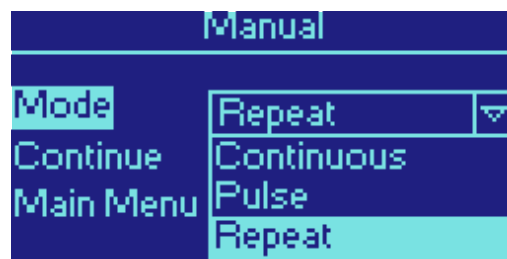 Manual
Mode Repeat
Continue Continuous
Main Menu Pulse
Repeat